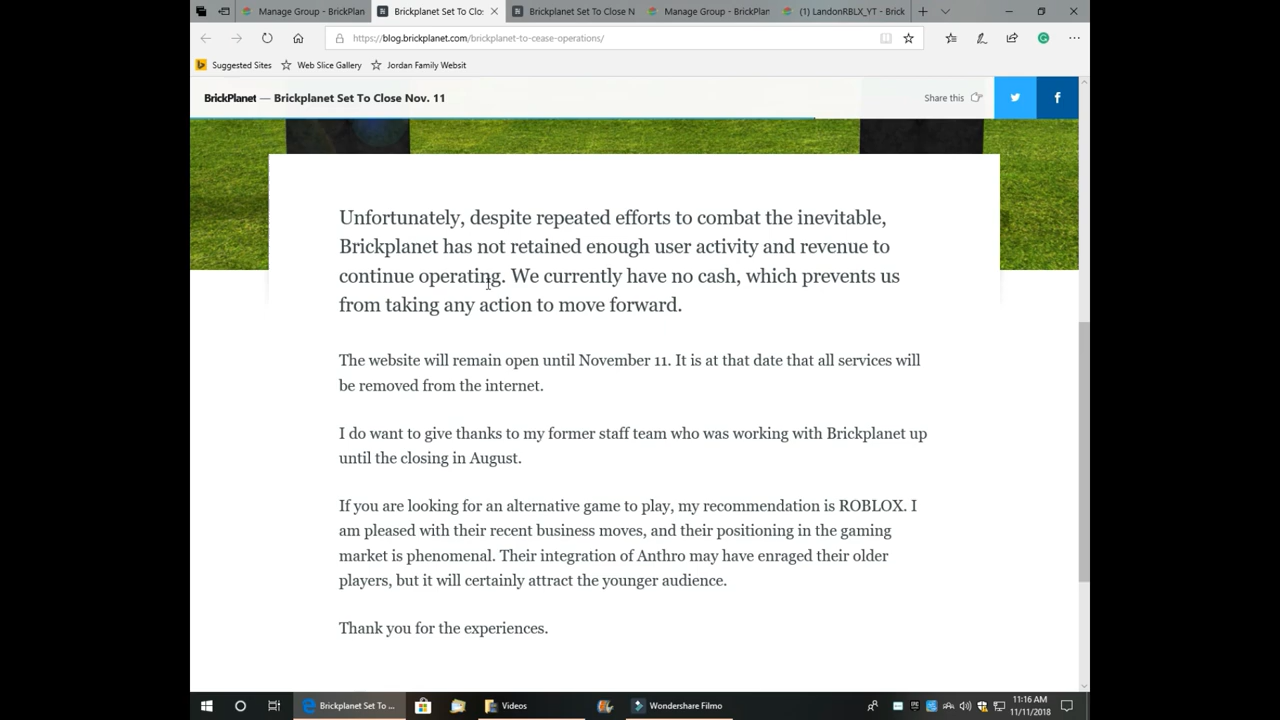 Manage Group - BrickPlan
Brickplanet Set To Clo
Brickplanet Set To Close N
Manage Group - BrickPlan
(1) LandonRBLX_YT - Brick
https://blog.brickplanet.com/brickplanet-to-cease-operations/
Suggested Sites
Web Slice Gallery
Jordan Family Websit
BrickPlanet — Brickplanet Set To Close Nov. 11
Share this
Unfortunately, despite repeated efforts to combat the inevitable,
Brickplanet has not retained enough user activity and revenue to
continue operating. We currently have no cash, which prevents us
from taking any action to move forward.
The website will remain open until November 11. It is at that date that all services will
be removed from the internet.
I do want to give thanks to my former staff team who was working with Brickplanet up
until the closing in August.
If you are looking for an alternative game to play, my recommendation is ROBLOX. I
am pleased with their recent business moves, and their positioning in the gaming
market is phenomenal. Their integration of Anthro may have enraged their older
players, but it will certainly attract the younger audience.
Thank you for the experiences.
Brickplanet Set To ...
Videos
Wondershare Filmo
11:16 AM
11/11/2018